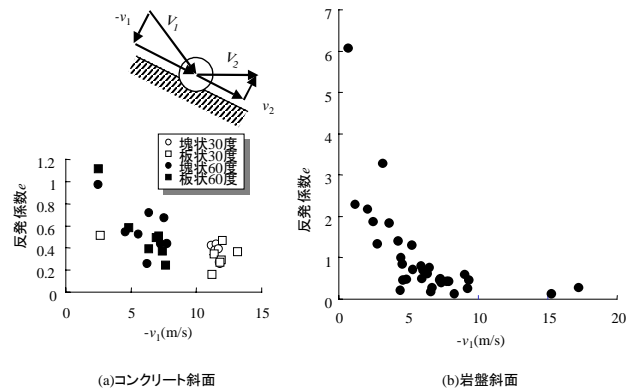 -v1
V1
V2
v2
○ 塊状30度
□ 板状30度
● 塊状60度
■ 板状60度
反発係数e
1.2
1
0.8
0.6
0.4
0.2
0
0 5 10 15
-v1(m/s)
(a)コンクリート斜面
反発係数e
7
6
5
4
3
2
1
0
0 5 10 15 20
-v1(m/s)
(b)岩盤斜面